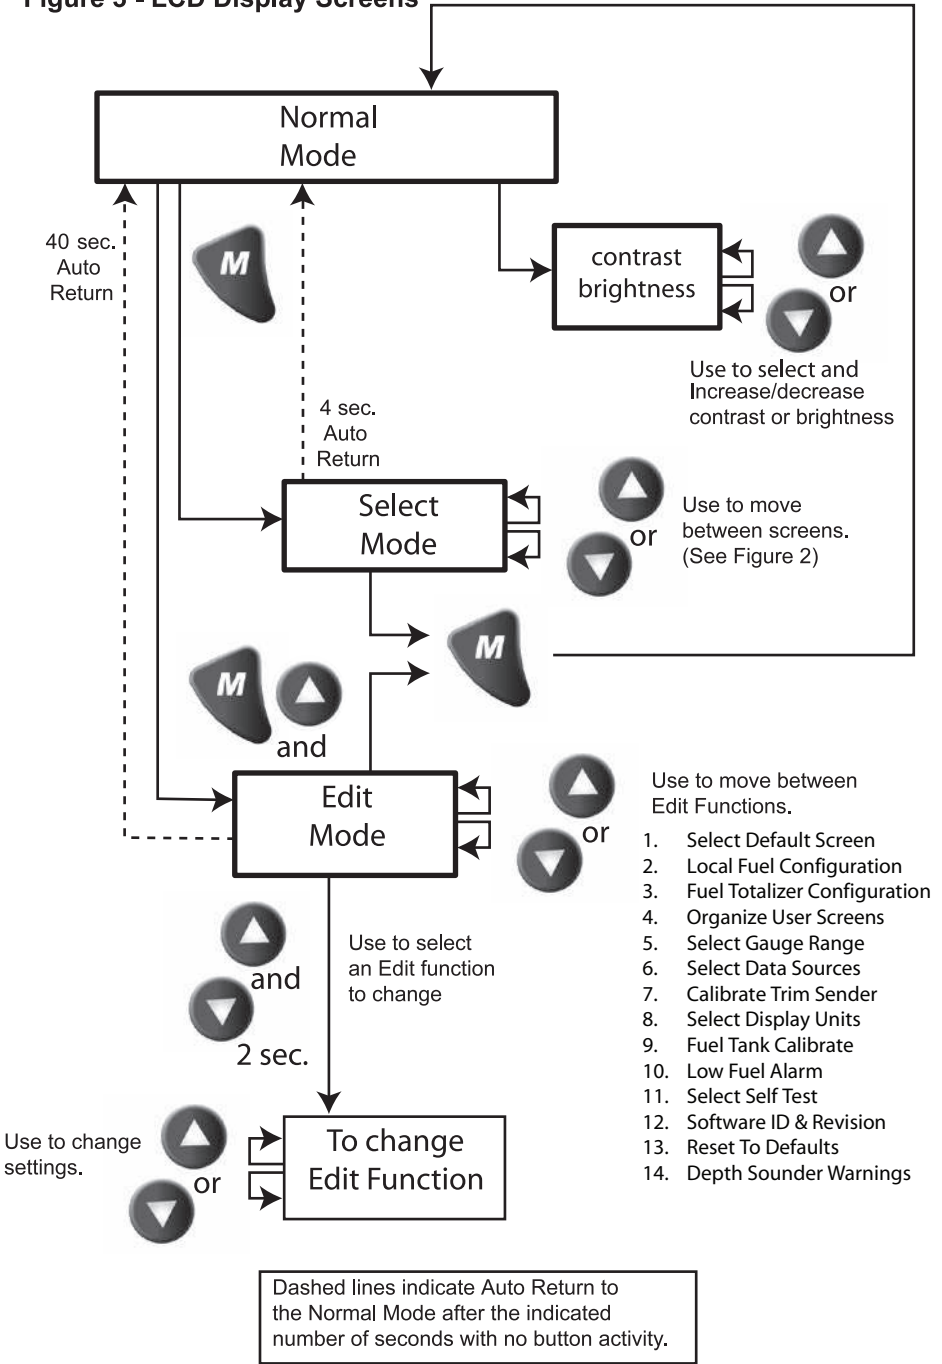 Figure 3 - LCD Display Screens
Normal
Mode
40 sec.
Auto
Return
M
contrast
brightness
or
Use to select and
Increase/decrease
contrast or brightness
4 sec.
Auto
Return
Select
Mode
or
Use to move
between screens.
(See Figure 2)
M
M
and
Edit
Mode
or
Use to move between
Edit Functions.
1. Select Default Screen
2. Local Fuel Configuration
3. Fuel Totalizer Configuration
4. Organize User Screens
5. Select Gauge Range
6. Select Data Sources
7. Calibrate Trim Sender
8. Select Display Units
9. Fuel Tank Calibrate
10. Low Fuel Alarm
11. Select Self Test
12. Software ID & Revision
13. Reset To Defaults
14. Depth Sounder Warnings
and
2 sec.
Use to select
an Edit function
to change
Use to change
settings.
or
To change
Edit Function
Dashed lines indicate Auto Return to
the Normal Mode after the indicated
number of seconds with no button activity.